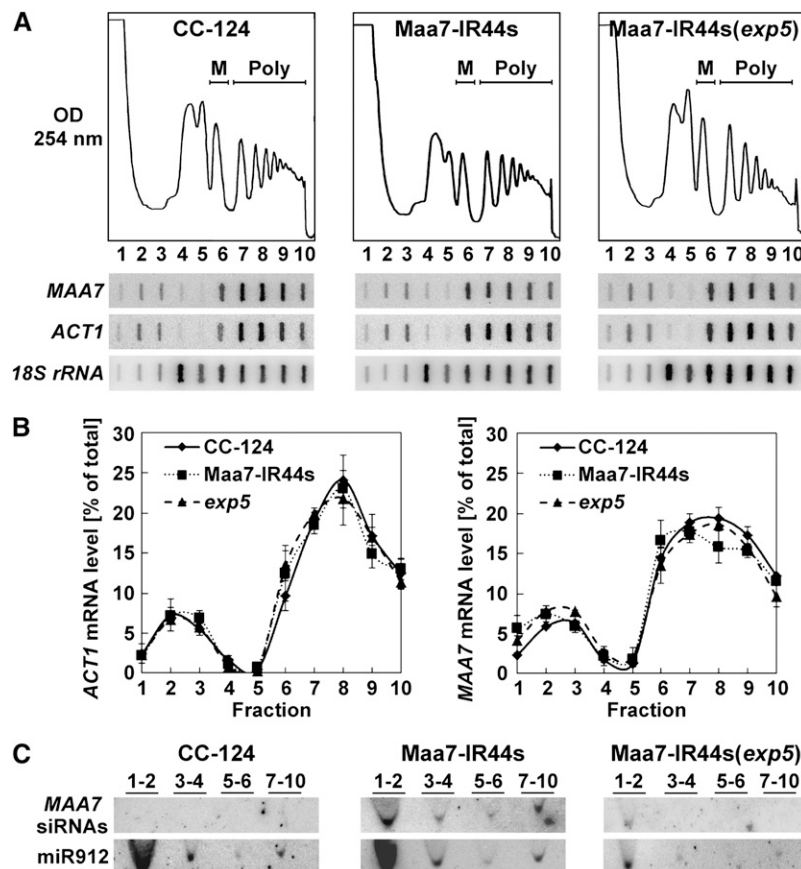 A
CC-124
Maa7-IR44s
Maa7-IR44s(exp5)
M Poly
M Poly
M Poly
OD
254 nm
1 2 3 4 5 6 7 8 9 10
1 2 3 4 5 6 7 8 9 10
1 2 3 4 5 6 7 8 9 10
MAA7
ACT1
18S rRNA
B
ACT1 mRNA level [% of total]
30
25
20
15
10
5
0
CC-124
Maa7-IR44s
exp5
1 2 3 4 5 6 7 8 9 10
Fraction
MAA7 mRNA level [% of total]
30
25
20
15
10
5
0
CC-124
Maa7-IR44s
exp5
1 2 3 4 5 6 7 8 9 10
Fraction
C
CC-124
Maa7-IR44s
Maa7-IR44s(exp5)
1-2 3-4 5-6 7-10
1-2 3-4 5-6 7-10
1-2 3-4 5-6 7-10
MAA7
siRNAs
miR912